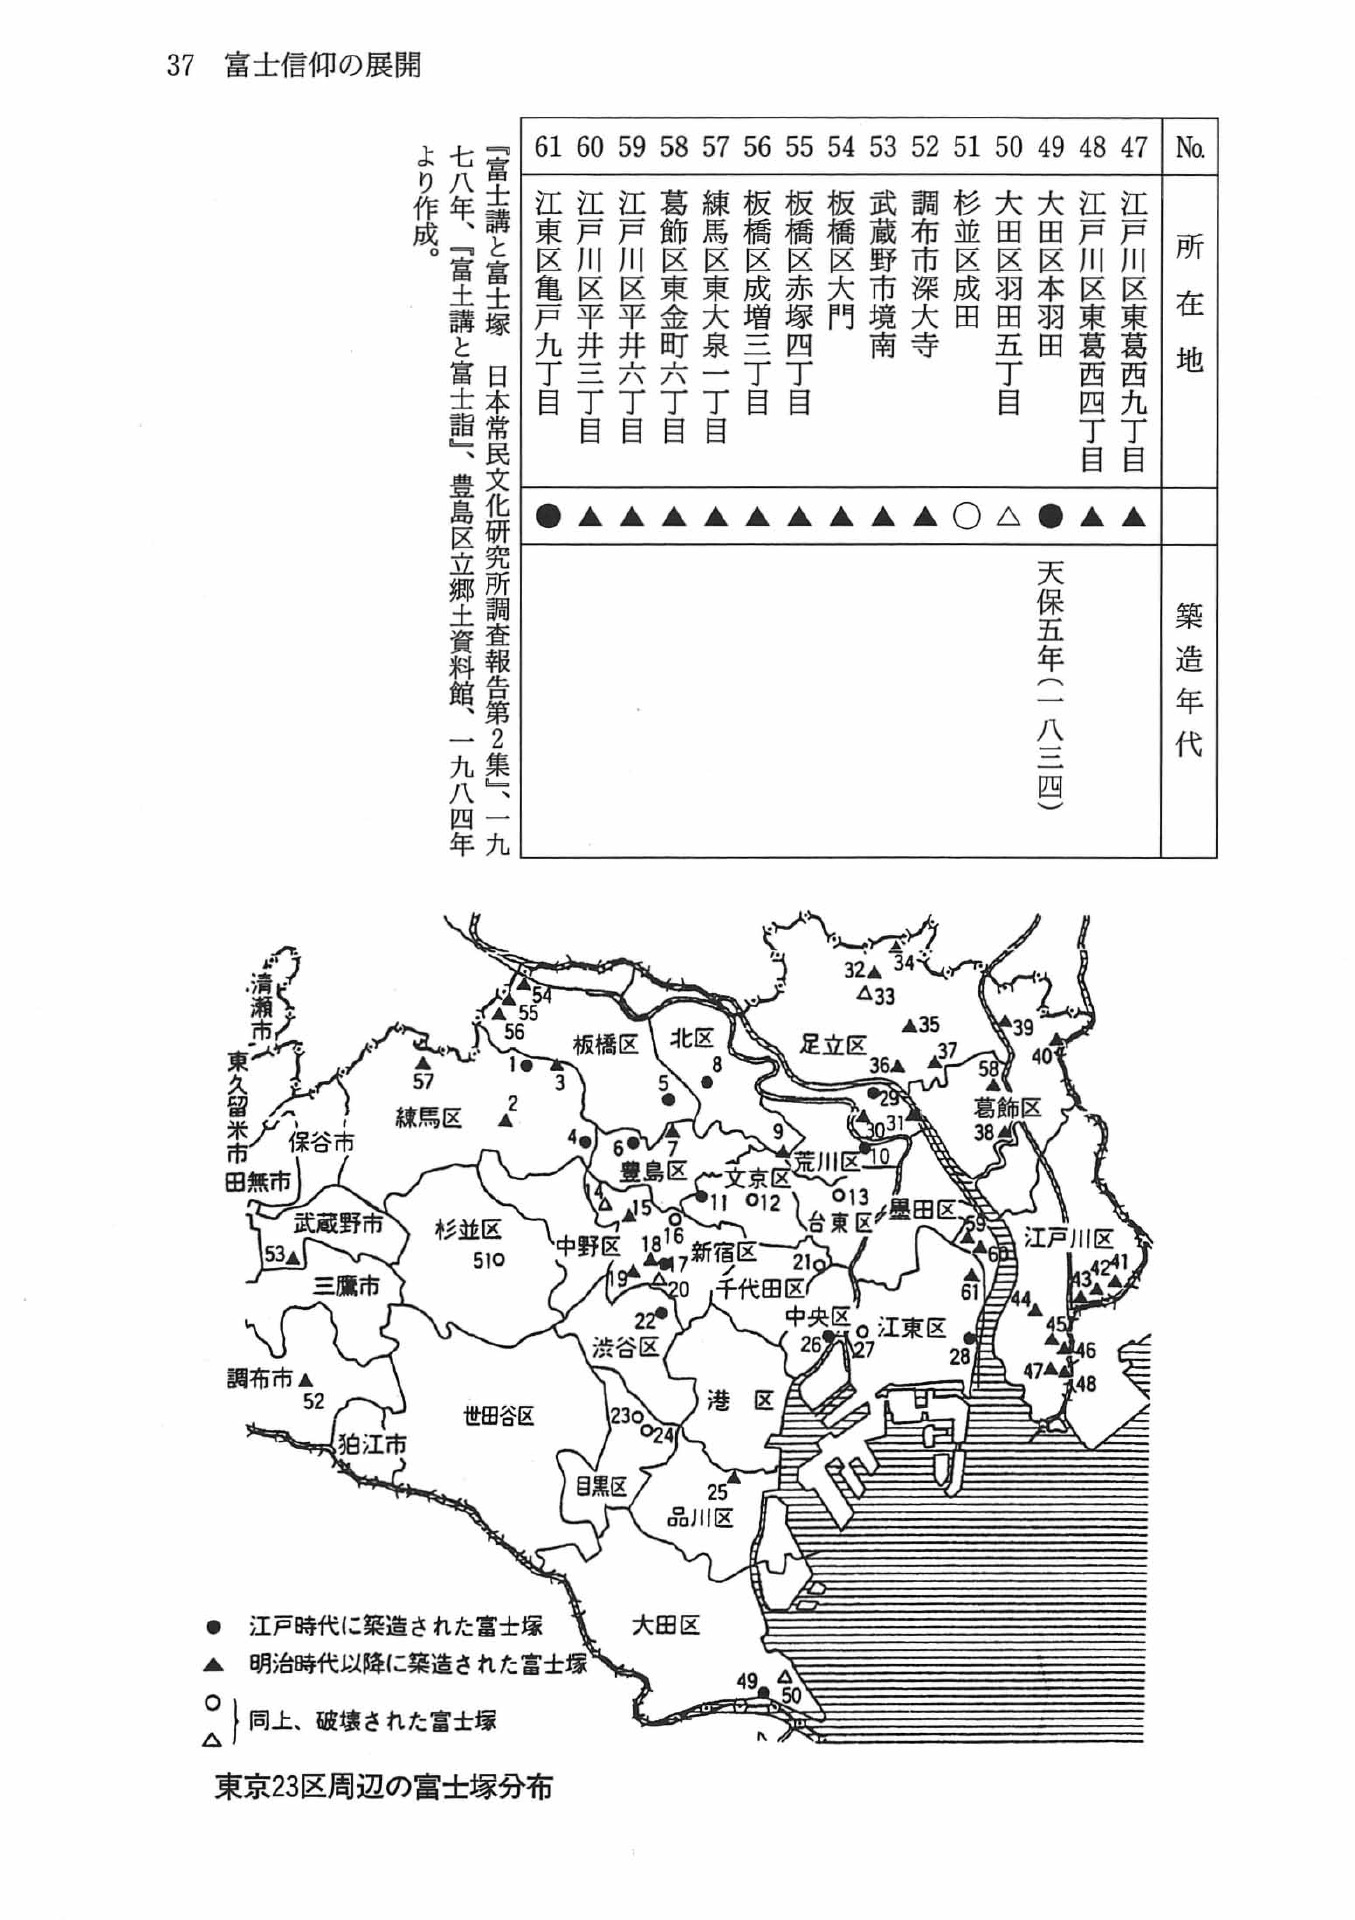 37 富士信仰の展開
No. 所在地 築造年代
47 江戸川区東葛西九丁目 ▲
48 江戸川区東葛西四丁目 ▲
49 大田区本羽田 ● 天保五年(一八三四)
50 大田区羽田五丁目 △
51 杉並区成田 ○
52 調布市深大寺 ▲
53 武蔵野市境南 ▲
54 板橋区大門 ▲
55 板橋区赤塚四丁目 ▲
56 板橋区成増三丁目 ▲
57 練馬区東大泉一丁目 ▲
58 葛飾区東金町六丁目 ▲
59 江戸川区平井六丁目 ▲
60 江戸川区平井三丁目 ▲
61 江東区亀戸九丁目 ●
『富士講と富士塚 日本常民文化研究所調査報告第2集』、一九
七八年、『富士講と富士詣』、豊島区立郷土資料館、一九八四年
より作成。
清瀬市
東久留米市
田無市
保谷市
武蔵野市
53
三鷹市
調布市
52
狛江市
57
練馬区
54
55
56
1
3
2
4
板橋区
北区
8
5
6
7
豊島区
9
文京区
11
12
荒川区
10
13
台東区
足立区
32
33
34
35
36
37
29
30
31
39
40
58
葛飾区
38
墨田区
59
60
61
江戸川区
41
42
43
44
45
46
47
48
杉並区
51
中野区
14
15
16
17
18
19
20
新宿区
21
千代田区
中央区
26
27
江東区
28
22
渋谷区
港区
世田谷区
23
24
目黒区
25
品川区
大田区
49
50
● 江戸時代に築造された富士塚
▲ 明治時代以降に築造された富士塚
○
△
同上、破壊された富士塚
東京23区周辺の富士塚分布